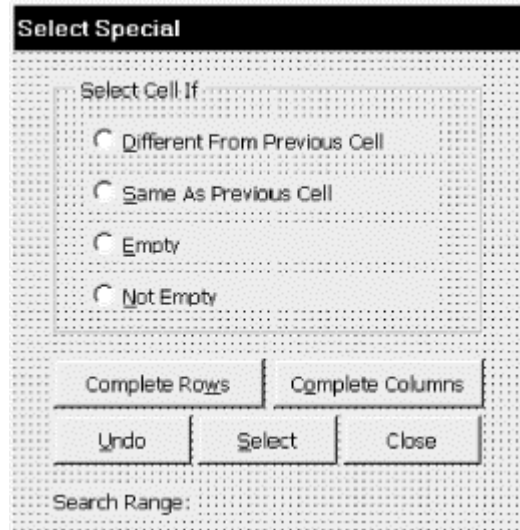 Select Special
Select Cell If
Different From Previous Cell
Same As Previous Cell
Empty
Not Empty
Complete Rows Complete Columns
Undo Select Close
Search Range: